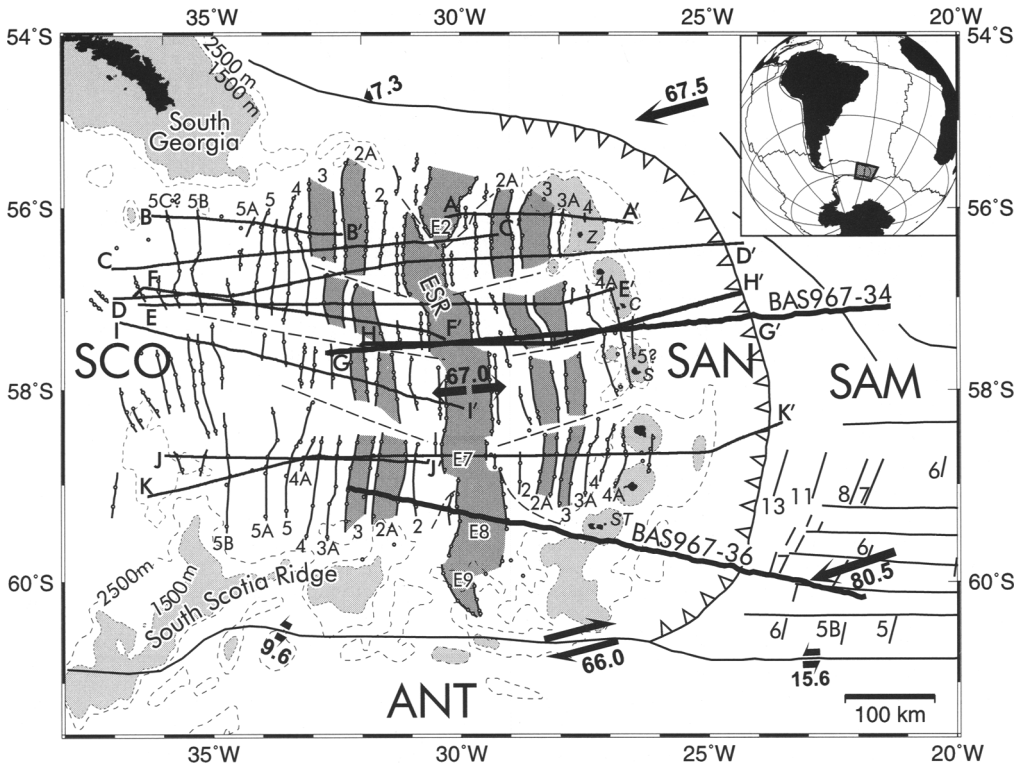 35°W
30°W
25°W
20°W
54°S
54°S
2500 m
1500 m
7.3
67.5
South
Georgia
2A
3
4
5
5A
5B
5C?
2
2A
3
3A
4
56°S
56°S
B
B'
A
A'
E2
C'
Z
C
D'
4A
E'
C
H'
F
D
E
I
ESR
F'
H
G
BAS967-34
G'
SCO
SAN
SAM
5?
S
58°S
58°S
67.0
I'
K'
J
J'
K
E7
4A
5B
5A
5
4
3A
3
2A
2
2
2A
3
3A
4
4A
ST
E8
E9
BAS967-36
13
11
8/7
6/
7
6/
80.5
60°S
60°S
2500m
1500 m
South Scotia Ridge
6/
5B/
5/
9.6
66.0
15.6
ANT
100 km
35°W
30°W
25°W
20°W